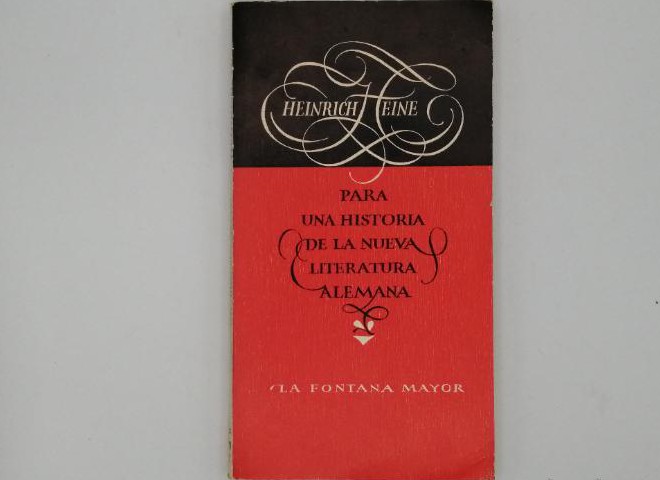 HEINRICH HEINE
PARA
UNA HISTORIA
DE LA NUEVA
LITERATURA
ALEMANA
LA FONTANA MAYOR